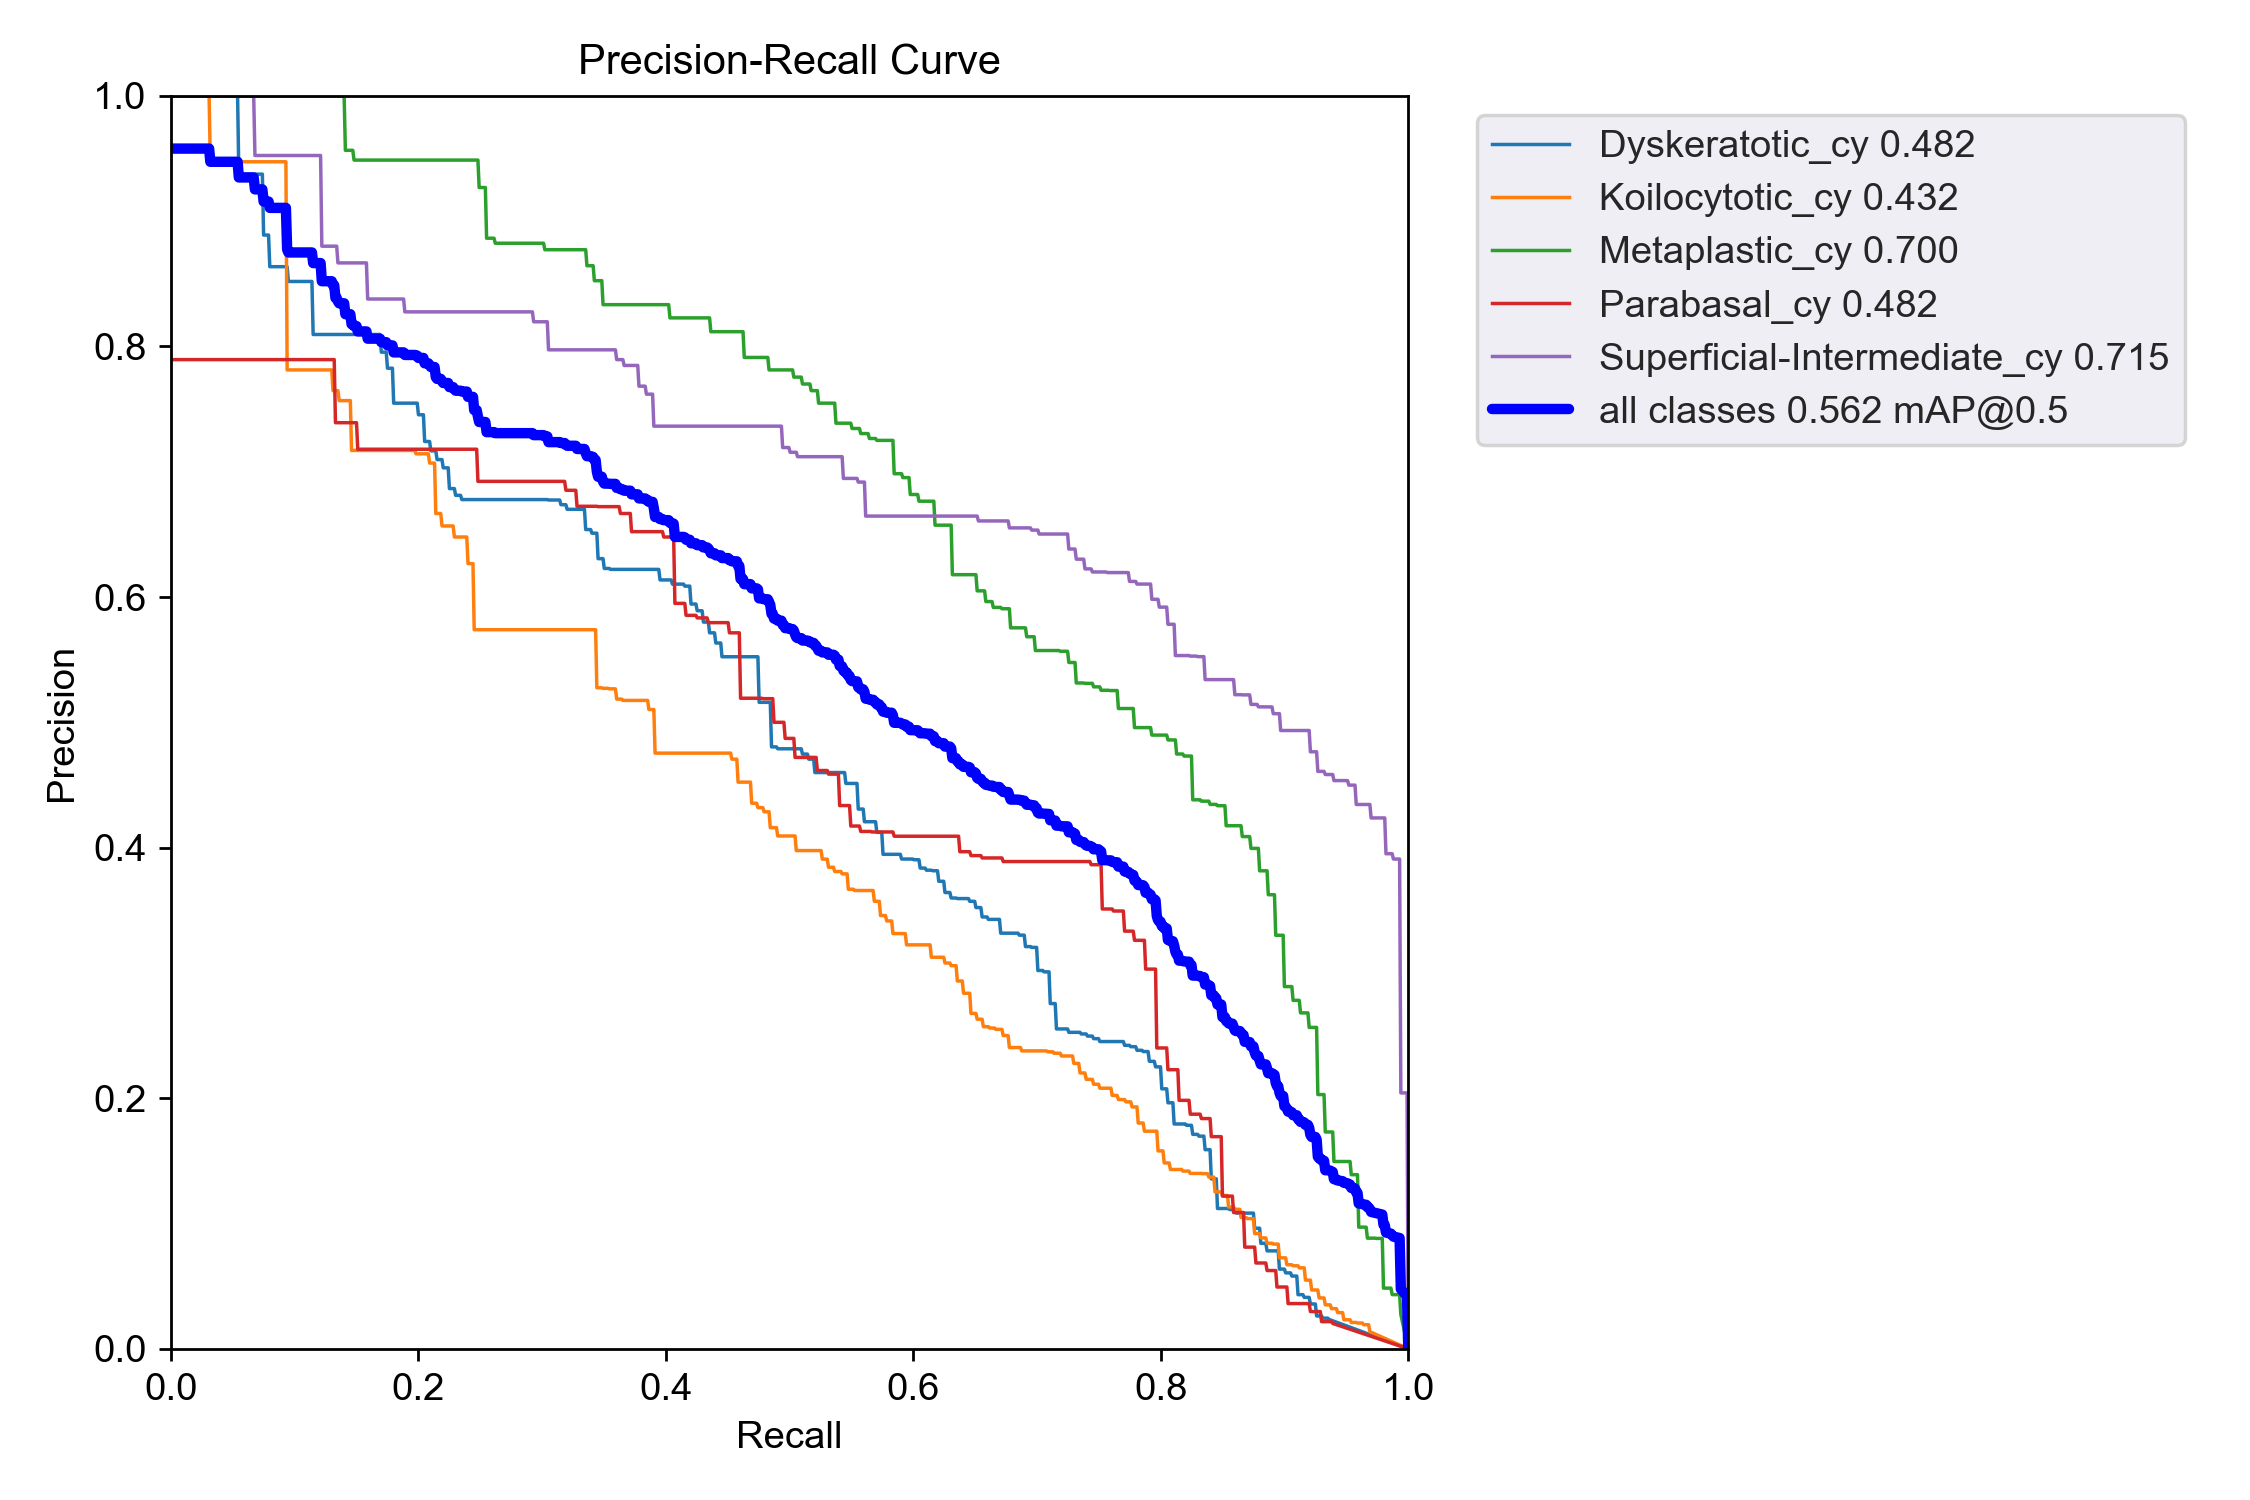 Precision-Recall Curve
1.0
0.8
0.6
0.4
0.2
0.0
Precision
0.0 0.2 0.4 0.6 0.8 1.0
Recall
Dyskeratotic_cy 0.482
Koilocytotic_cy 0.432
Metaplastic_cy 0.700
Parabasal_cy 0.482
Superficial-Intermediate_cy 0.715
all classes 0.562 mAP@0.5